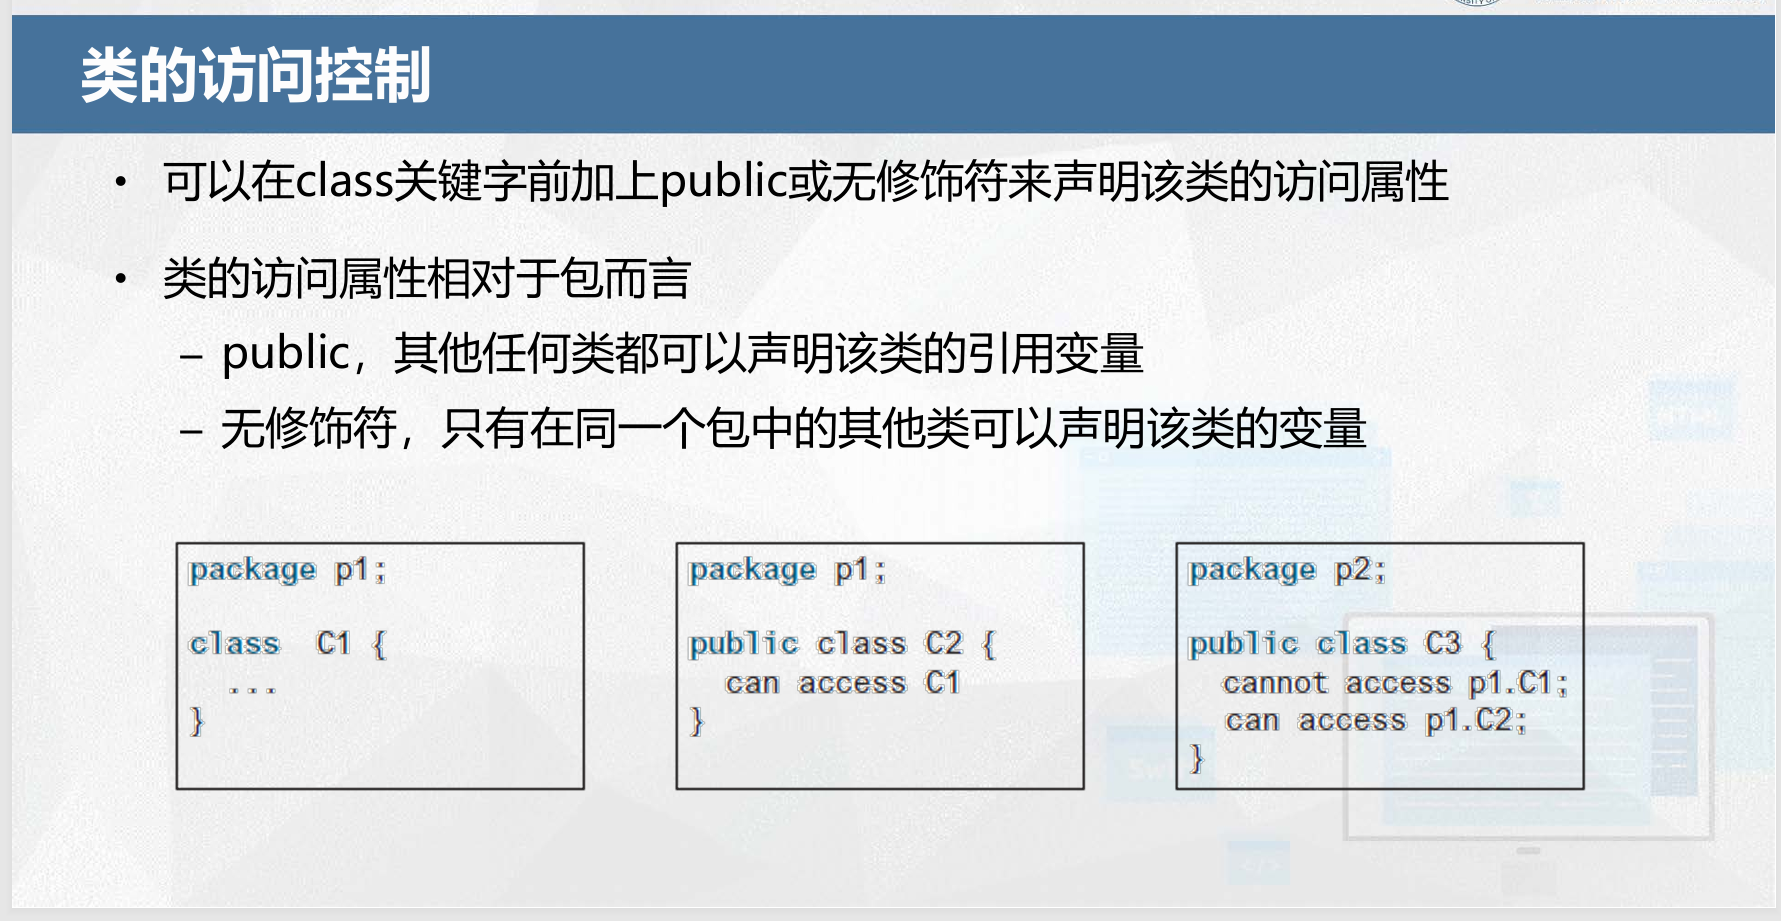 类的访问控制
• 可以在class关键字前加上public或无修饰符来声明该类的访问属性
• 类的访问属性相对于包而言
– public，其他任何类都可以声明该类的引用变量
– 无修饰符，只有在同一个包中的其他类可以声明该类的变量
package p1;
class C1 {
...
}
package p1;
public class C2 {
can access C1
}
package p2;
public class C3 {
cannot access p1.C1;
can access p1.C2;
}